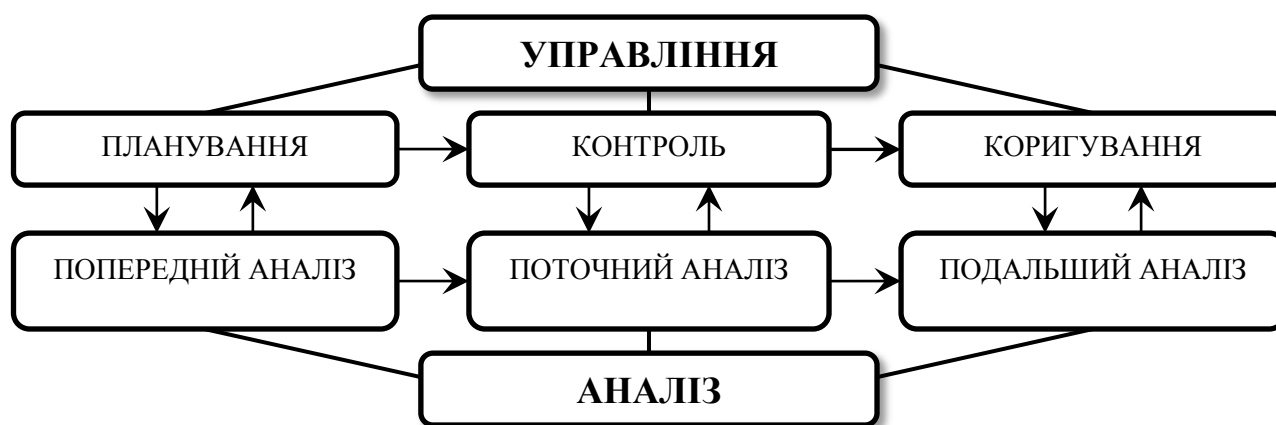 УПРАВЛІННЯ
ПЛАНУВАННЯ
КОНТРОЛЬ
КОРИГУВАННЯ
ПОПЕРЕДНІЙ АНАЛІЗ
ПОТОЧНИЙ АНАЛІЗ
ПОДАЛЬШИЙ АНАЛІЗ
АНАЛІЗ